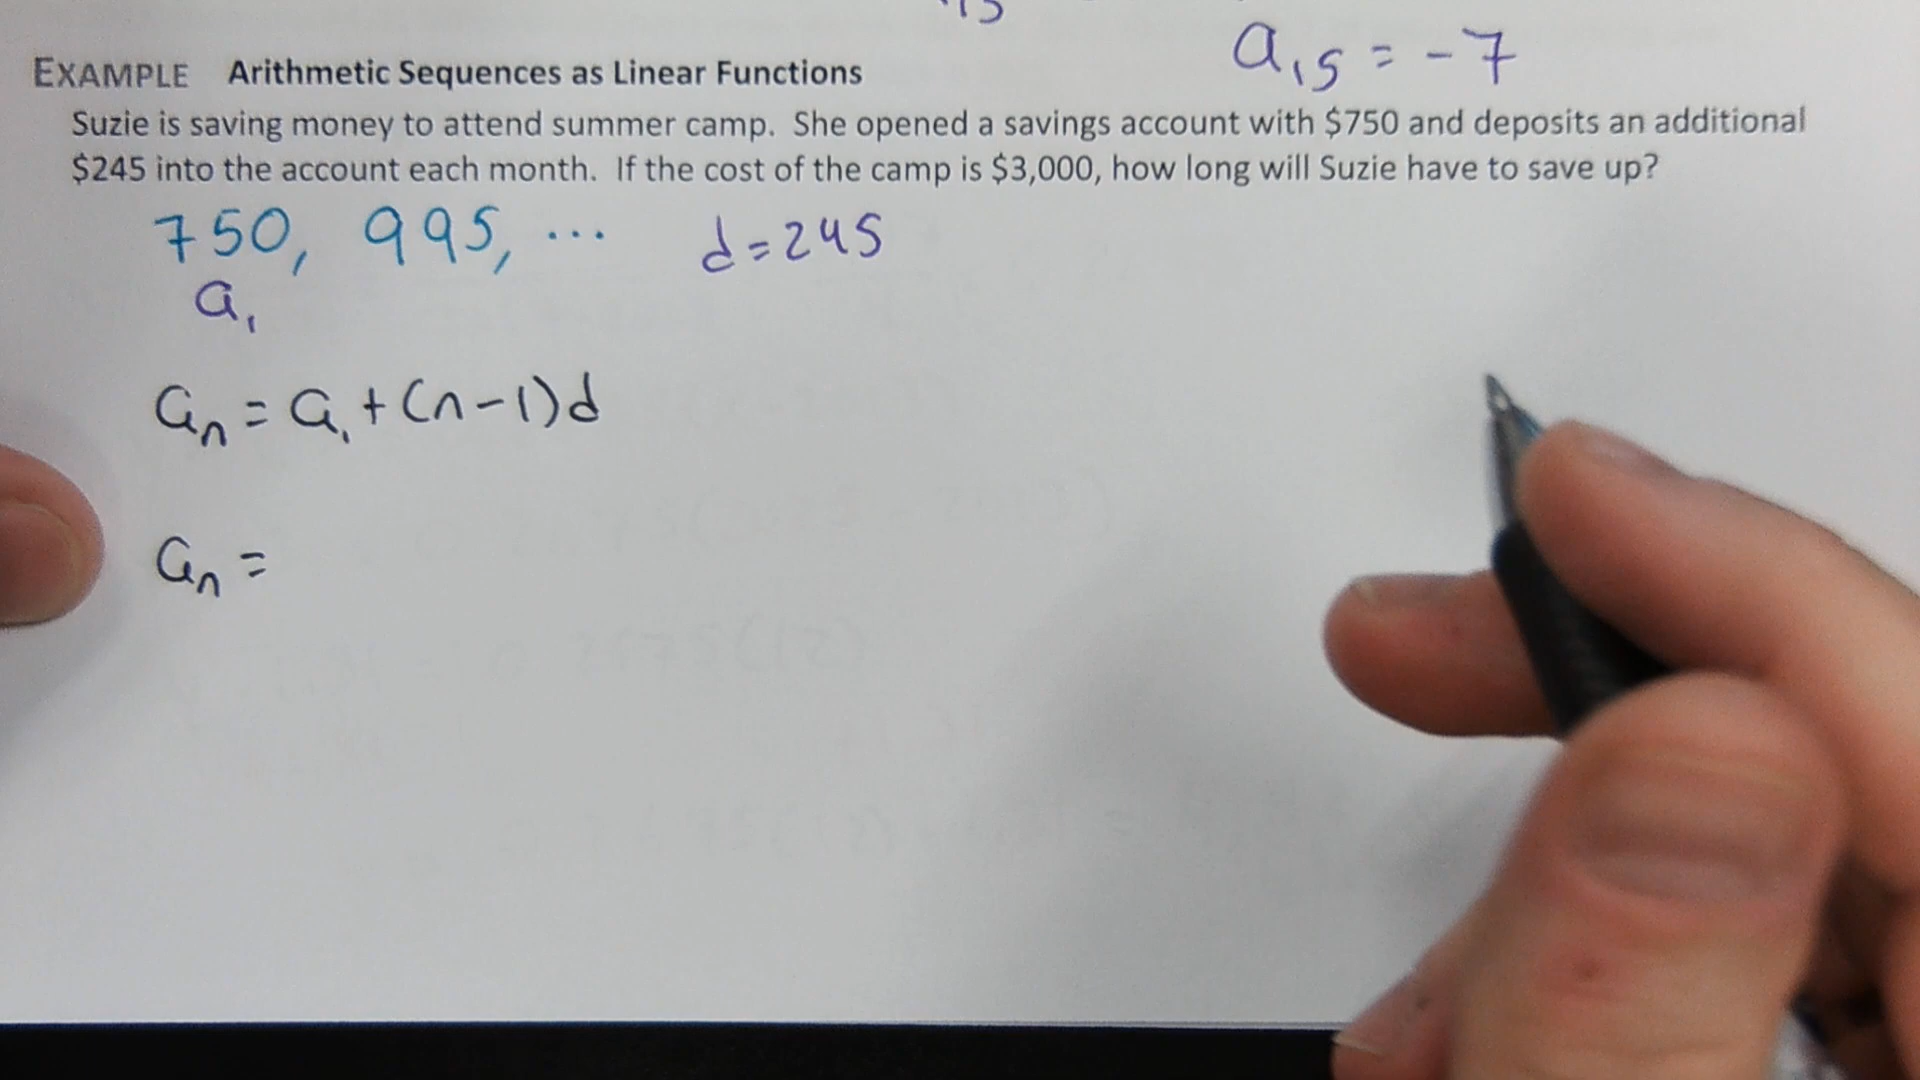 a₁₅ = -7
EXAMPLE Arithmetic Sequences as Linear Functions
Suzie is saving money to attend summer camp. She opened a savings account with $750 and deposits an additional
$245 into the account each month. If the cost of the camp is $3,000, how long will Suzie have to save up?
750, 995, ... d=245
a₁
aₙ = a₁ + (n-1)d
aₙ =